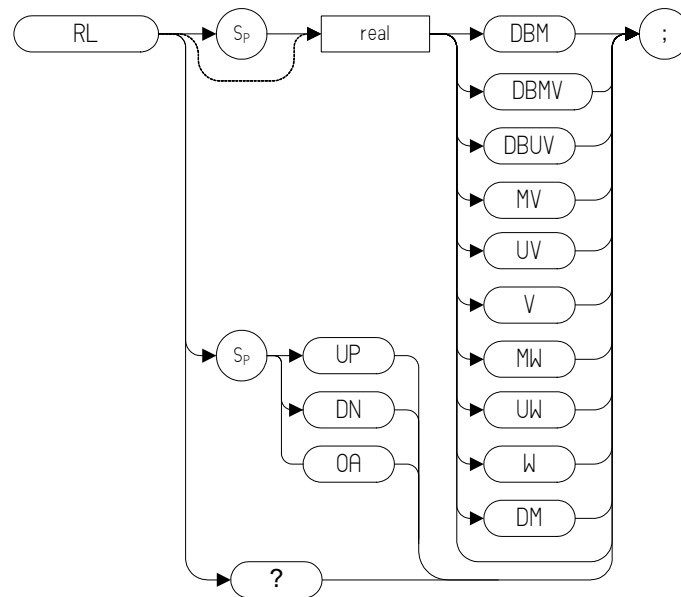 RL Sp real DBM ;
DBMV
DBUV
MV
UV
V
MW
UW
W
DM
Sp UP
DN
OA
?